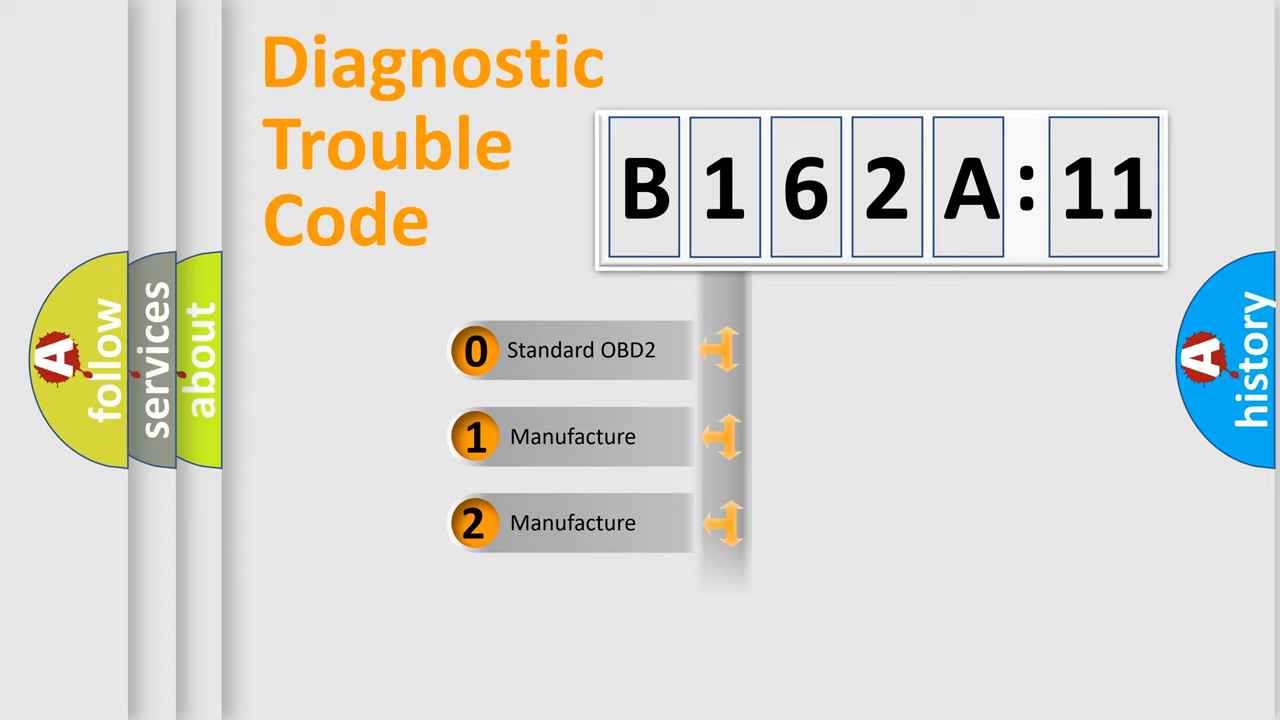 Diagnostic
Trouble
Code
B 1 6 2 A : 11
0 Standard OBD2
1 Manufacture
2 Manufacture
A follow
services
about
A history